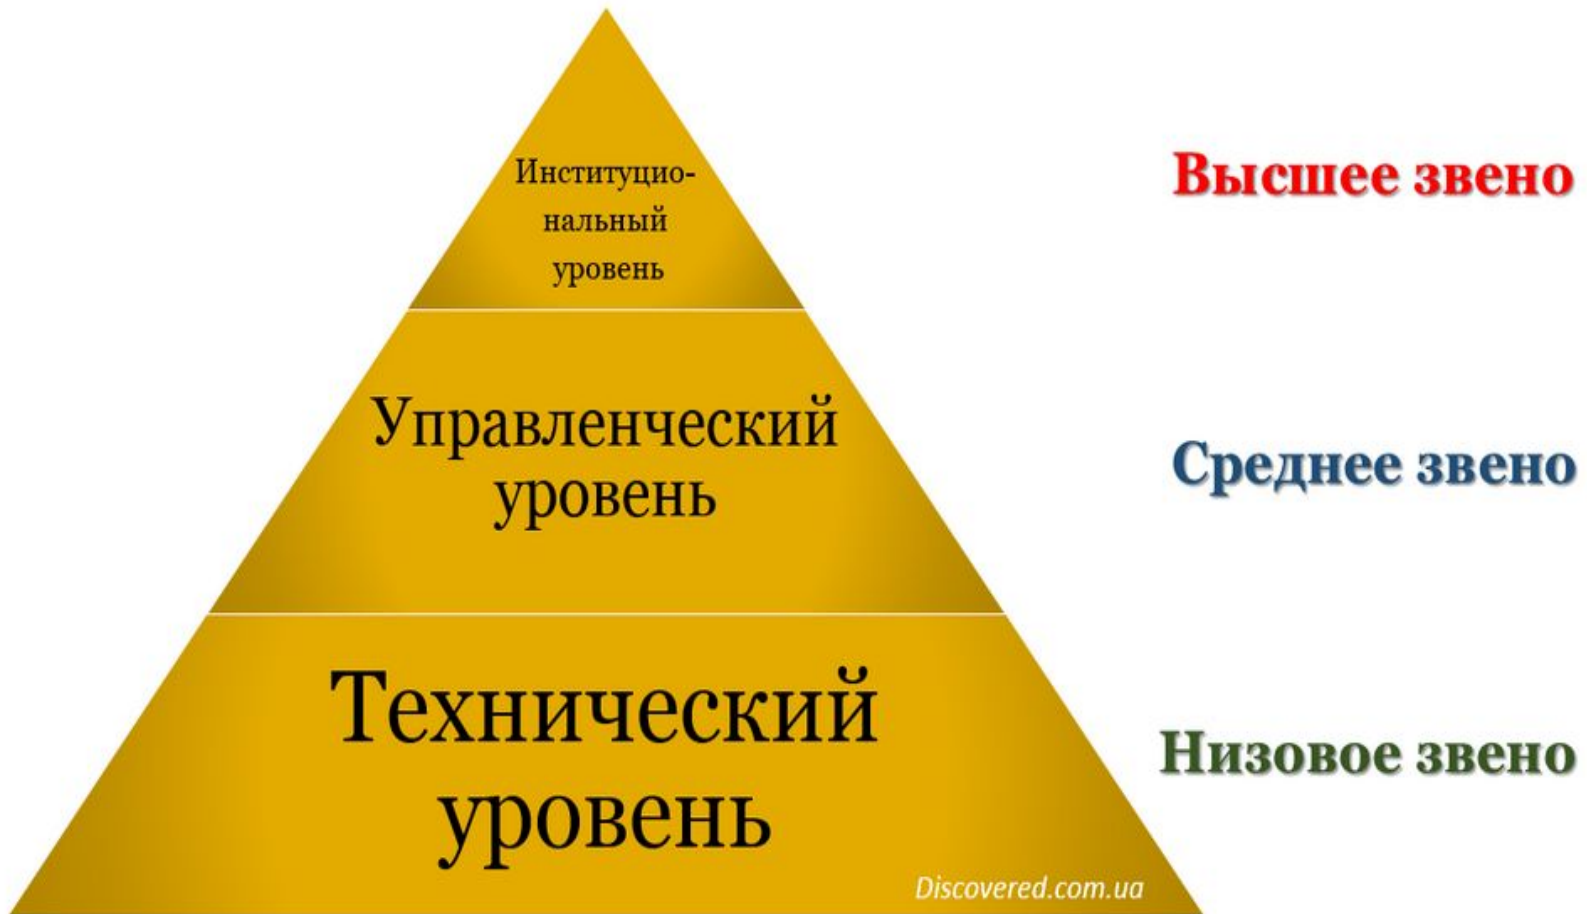 Институцио-
нальный
уровень
Высшее звено
Управленческий
уровень
Среднее звено
Технический
уровень
Низовое звено
Discovered.com.ua